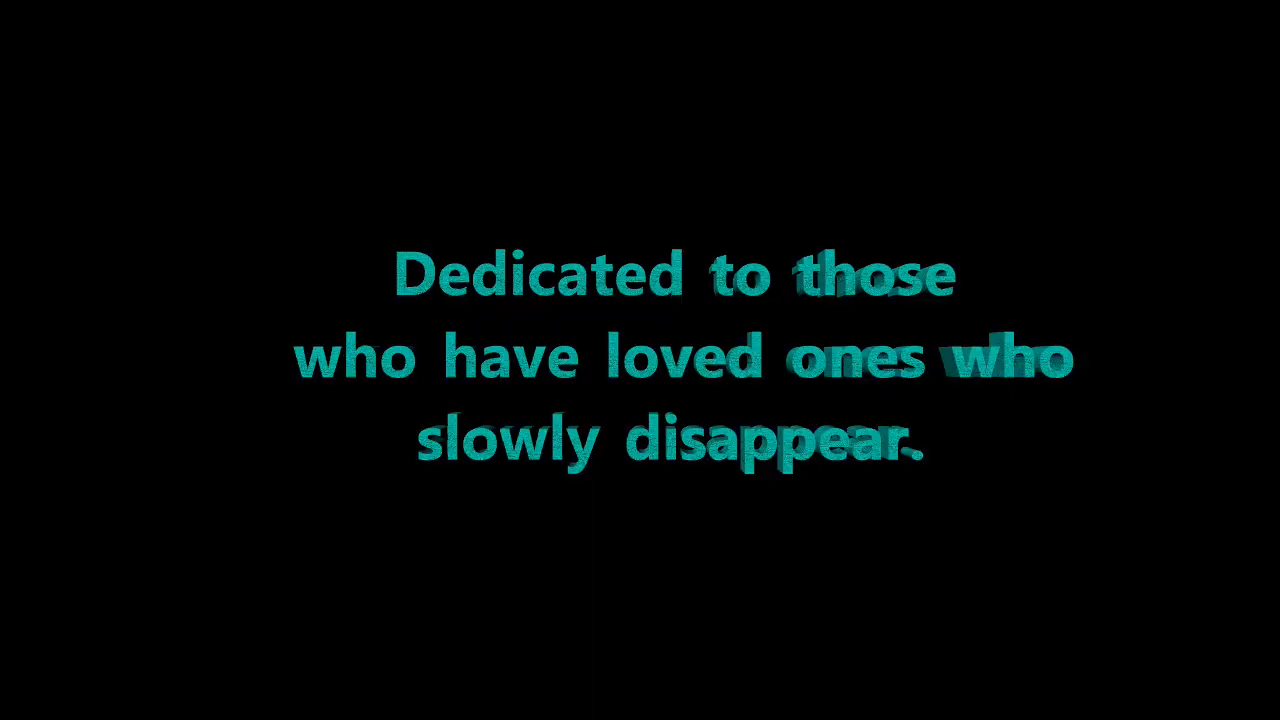 Dedicated to those
who have loved ones who
slowly disappear.